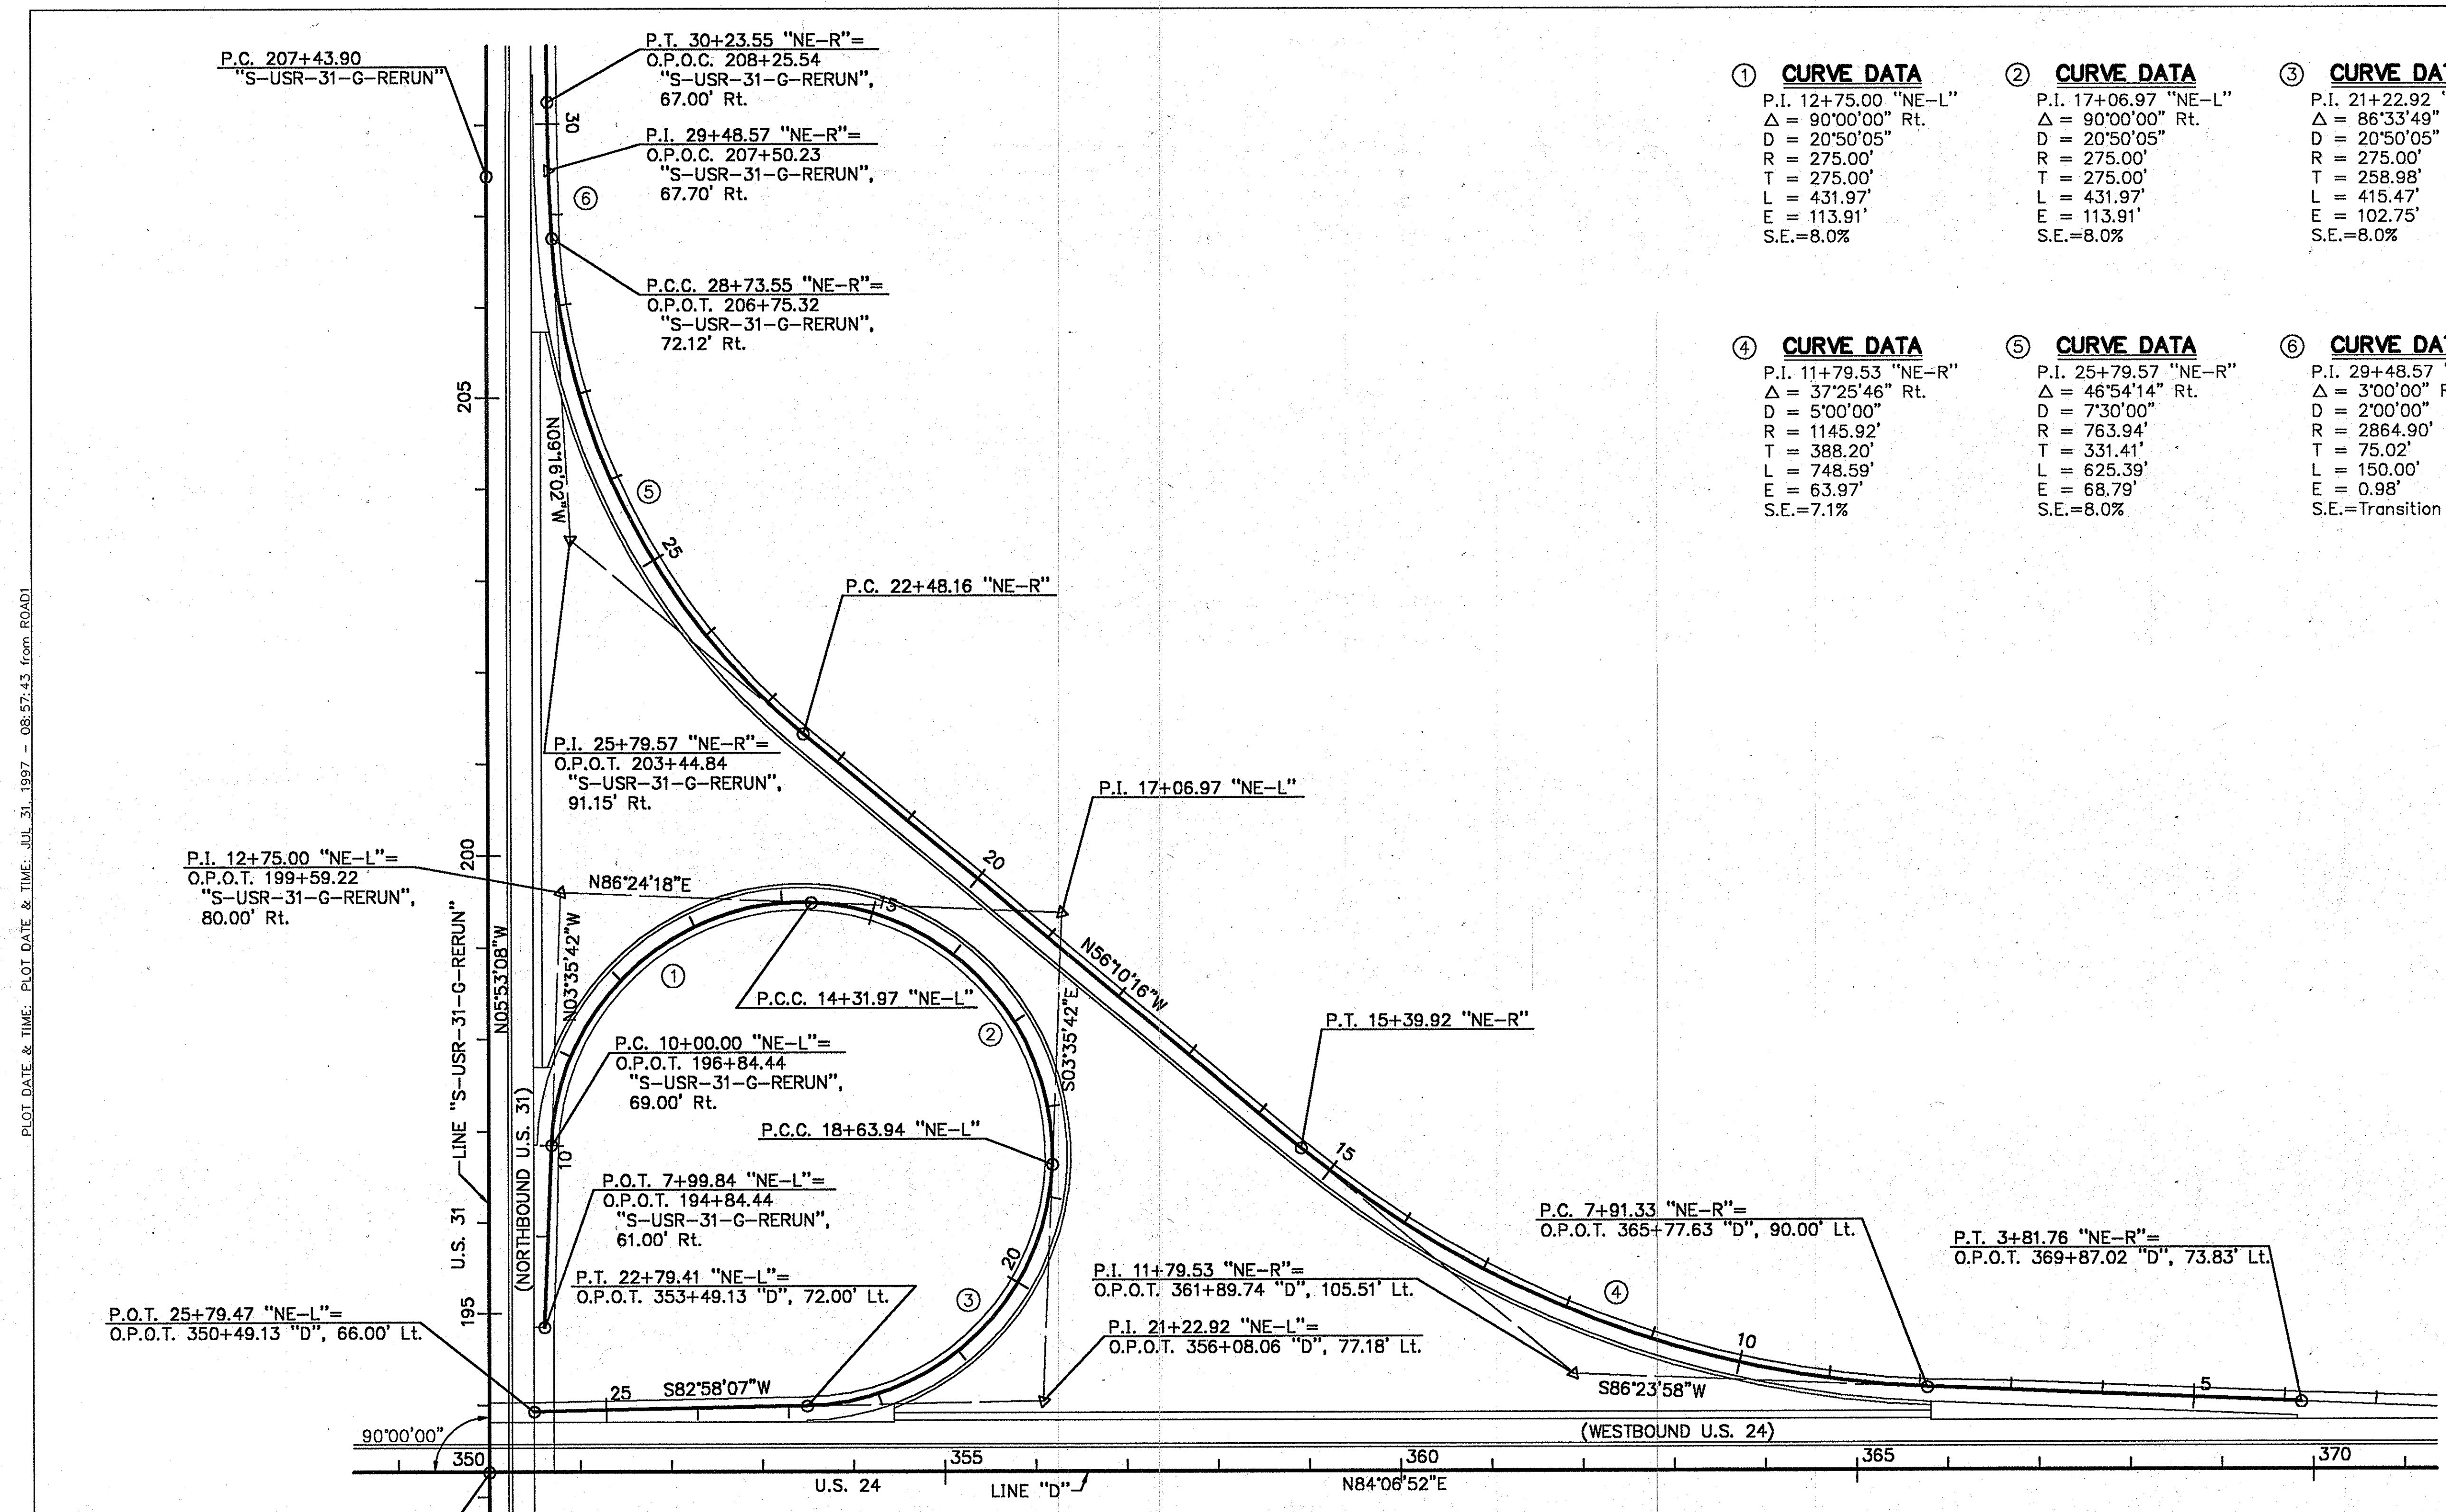 P.C. 207+43.90
"S-USR-31-G-RERUN"
P.T. 30+23.55 "NE-R"=
O.P.O.C. 208+25.54
"S-USR-31-G-RERUN",
67.00' Rt.
30
P.I. 29+48.57 "NE-R"=
O.P.O.C. 207+50.23
"S-USR-31-G-RERUN",
67.70' Rt.
6
P.C.C. 28+73.55 "NE-R"=
O.P.O.T. 206+75.32
"S-USR-31-G-RERUN",
72.12' Rt.
1 CURVE DATA
P.I. 12+75.00 "NE-L"
Δ = 90°00'00" Rt.
D = 20°50'05"
R = 275.00'
T = 275.00'
L = 431.97'
E = 113.91'
S.E.=8.0%
2 CURVE DATA
P.I. 17+06.97 "NE-L"
Δ = 90°00'00" Rt.
D = 20°50'05"
R = 275.00'
T = 275.00'
L = 431.97'
E = 113.91'
S.E.=8.0%
3 CURVE DA
P.I. 21+22.92 "
Δ = 86°33'49"
D = 20°50'05"
R = 275.00'
T = 258.98'
L = 415.47'
E = 102.75'
S.E.=8.0%
4 CURVE DATA
P.I. 11+79.53 "NE-R"
Δ = 37°25'46" Rt.
D = 5°00'00"
R = 1145.92'
T = 388.20'
L = 748.59'
E = 63.97'
S.E.=7.1%
5 CURVE DATA
P.I. 25+79.57 "NE-R"
Δ = 46°54'14" Rt.
D = 7°30'00"
R = 763.94'
T = 331.41'
L = 625.39'
E = 68.79'
S.E.=8.0%
6 CURVE DA
P.I. 29+48.57 "
Δ = 3°00'00" R
D = 2°00'00"
R = 2864.90'
T = 75.02'
L = 150.00'
E = 0.98'
S.E.=Transition
205
N09°16'02"W
5
25
P.C. 22+48.16 "NE-R"
P.I. 25+79.57 "NE-R"=
O.P.O.T. 203+44.84
"S-USR-31-G-RERUN",
91.15' Rt.
P.I. 17+06.97 "NE-L"
PLOT DATE & TIME: PLOT DATE & TIME: JUL 31, 1997 - 08:57:43 from ROAD1
P.I. 12+75.00 "NE-L"=
O.P.O.T. 199+59.22
"S-USR-31-G-RERUN",
80.00' Rt.
200
N86°24'18"E
20
15
LINE "S-USR-31-G-RERUN"
N05°53'08"W
N03°35'42"W
1
P.C.C. 14+31.97 "NE-L"
2
S03°35'42"E
N56°10'16"W
P.T. 15+39.92 "NE-R"
P.C. 10+00.00 "NE-L"=
O.P.O.T. 196+84.44
"S-USR-31-G-RERUN",
69.00' Rt.
P.C.C. 18+63.94 "NE-L"
10
15
U.S. 31
(NORTHBOUND U.S. 31)
P.O.T. 7+99.84 "NE-L"=
O.P.O.T. 194+84.44
"S-USR-31-G-RERUN",
61.00' Rt.
P.C. 7+91.33 "NE-R"=
O.P.O.T. 365+77.63 "D", 90.00' Lt.
P.T. 3+81.76 "NE-R"=
O.P.O.T. 369+87.02 "D", 73.83' Lt.
P.T. 22+79.41 "NE-L"=
O.P.O.T. 353+49.13 "D", 72.00' Lt.
20
3
P.I. 11+79.53 "NE-R"=
O.P.O.T. 361+89.74 "D", 105.51' Lt.
4
P.O.T. 25+79.47 "NE-L"=
O.P.O.T. 350+49.13 "D", 66.00' Lt.
195
P.I. 21+22.92 "NE-L"=
O.P.O.T. 356+08.06 "D", 77.18' Lt.
10
25
S82°58'07"W
S86°23'58"W
5
90°00'00"
(WESTBOUND U.S. 24)
350
355
360
365
370
U.S. 24
LINE "D"
N84°06'52"E